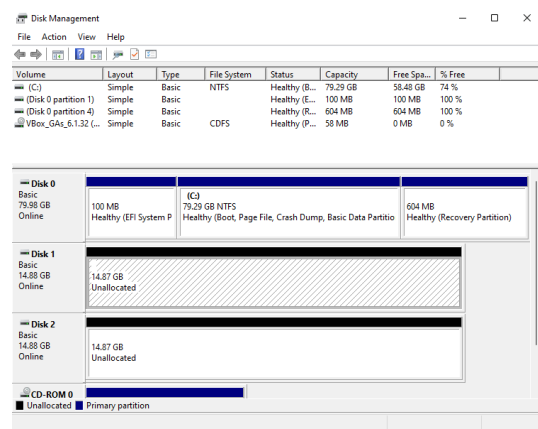 Disk Management
File Action View Help
Volume Layout Type File System Status Capacity Free Spa... % Free
(C:) Simple Basic NTFS Healthy (B... 79.29 GB 58.48 GB 74 %
(Disk 0 partition 1) Simple Basic Healthy (E... 100 MB 100 MB 100 %
(Disk 0 partition 4) Simple Basic Healthy (R... 604 MB 604 MB 100 %
VBox_GAs_6.1.32 (... Simple Basic CDFS Healthy (P... 58 MB 0 MB 0 %
Disk 0
Basic
79.98 GB
Online
100 MB
Healthy (EFI System P
(C:)
79.29 GB NTFS
Healthy (Boot, Page File, Crash Dump, Basic Data Partitio
604 MB
Healthy (Recovery Partition)
Disk 1
Basic
14.88 GB
Online
14.87 GB
Unallocated
Disk 2
Basic
14.88 GB
Online
14.87 GB
Unallocated
CD-ROM 0
Unallocated Primary partition